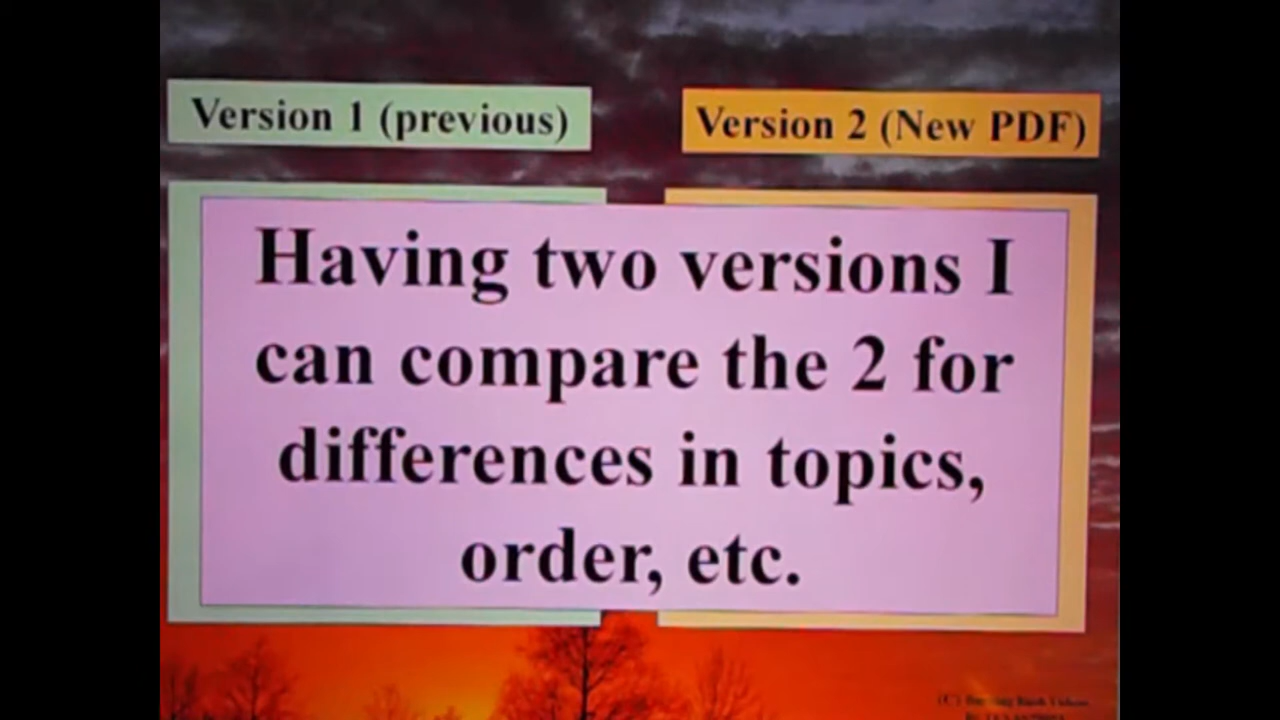 Version 1 (previous)
Version 2 (New PDF)
Having two versions I
can compare the 2 for
differences in topics,
order, etc.
(C)